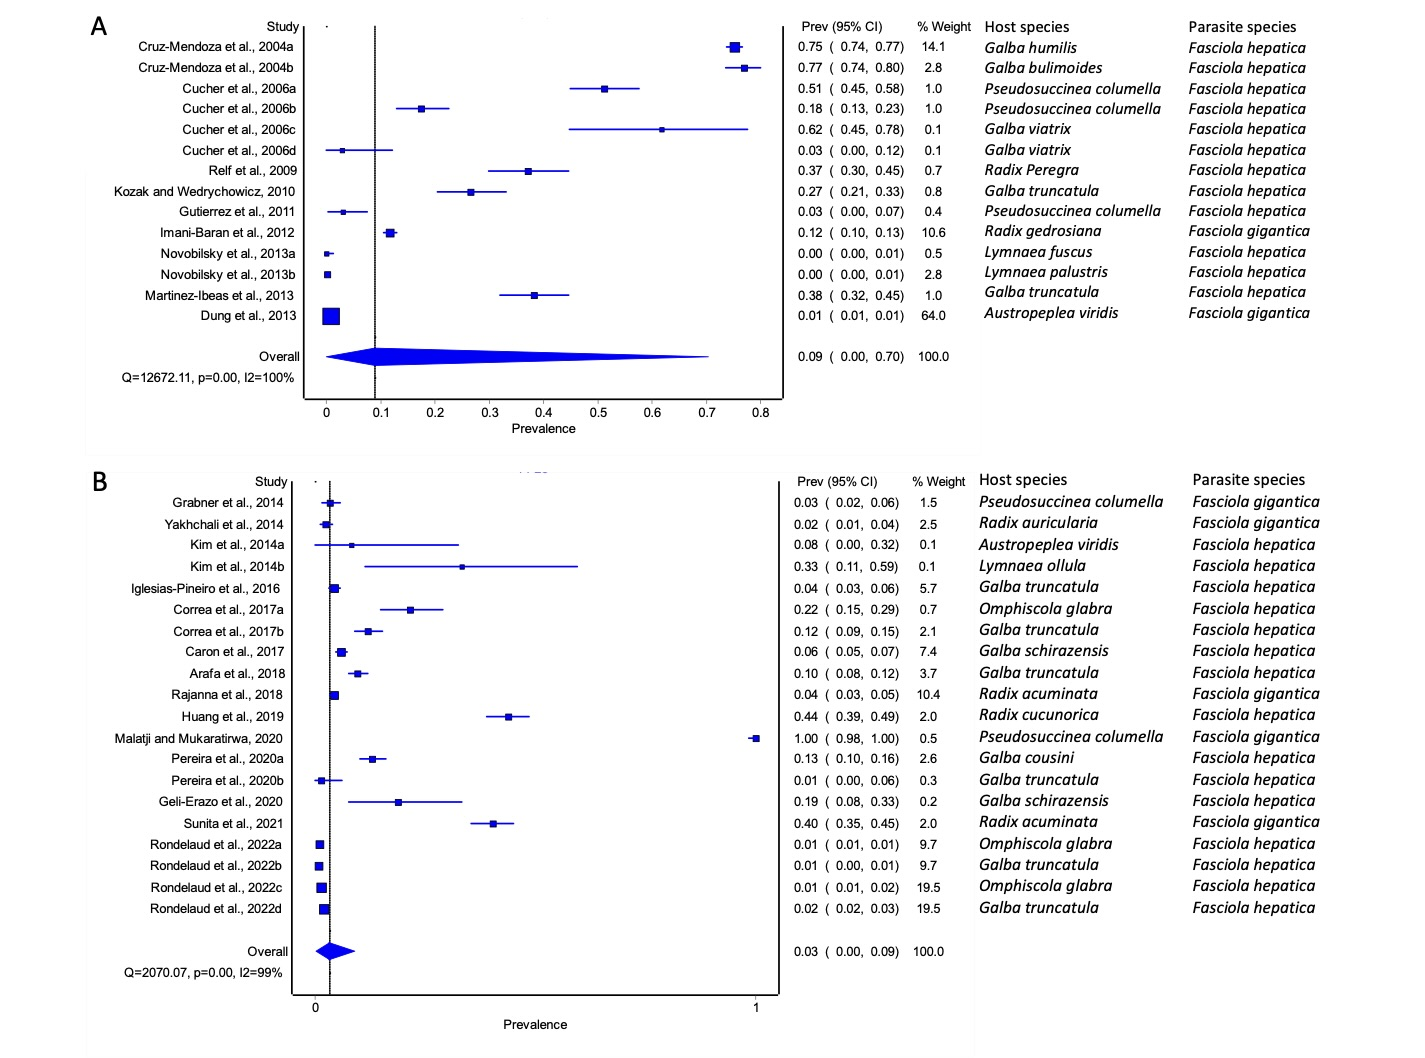 A
Study Prev (95% CI) % Weight Host species Parasite species
Cruz-Mendoza et al., 2004a 0.75 ( 0.74, 0.77) 14.1 Galba humilis Fasciola hepatica
Cruz-Mendoza et al., 2004b 0.77 ( 0.74, 0.80) 2.8 Galba bulimoides Fasciola hepatica
Cucher et al., 2006a 0.51 ( 0.45, 0.58) 1.0 Pseudosuccinea columella Fasciola hepatica
Cucher et al., 2006b 0.18 ( 0.13, 0.23) 1.0 Pseudosuccinea columella Fasciola hepatica
Cucher et al., 2006c 0.62 ( 0.45, 0.78) 0.1 Galba viatrix Fasciola hepatica
Cucher et al., 2006d 0.03 ( 0.00, 0.12) 0.1 Galba viatrix Fasciola hepatica
Relf et al., 2009 0.37 ( 0.30, 0.45) 0.7 Radix Peregra Fasciola hepatica
Kozak and Wedrychowicz, 2010 0.27 ( 0.21, 0.33) 0.8 Galba truncatula Fasciola hepatica
Gutierrez et al., 2011 0.03 ( 0.00, 0.07) 0.4 Pseudosuccinea columella Fasciola hepatica
Imani-Baran et al., 2012 0.12 ( 0.10, 0.13) 10.6 Radix gedrosiana Fasciola gigantica
Novobilsky et al., 2013a 0.00 ( 0.00, 0.01) 0.5 Lymnaea fuscus Fasciola hepatica
Novobilsky et al., 2013b 0.00 ( 0.00, 0.01) 2.8 Lymnaea palustris Fasciola hepatica
Martinez-Ibeas et al., 2013 0.38 ( 0.32, 0.45) 1.0 Galba truncatula Fasciola hepatica
Dung et al., 2013 0.01 ( 0.01, 0.01) 64.0 Austropeplea viridis Fasciola gigantica
Overall 0.09 ( 0.00, 0.70) 100.0
Q=12672.11, p=0.00, I2=100%
0 0.1 0.2 0.3 0.4 0.5 0.6 0.7 0.8
Prevalence
B
Study Prev (95% CI) % Weight Host species Parasite species
Grabner et al., 2014 0.03 ( 0.02, 0.06) 1.5 Pseudosuccinea columella Fasciola gigantica
Yakhchali et al., 2014 0.02 ( 0.01, 0.04) 2.5 Radix auricularia Fasciola gigantica
Kim et al., 2014a 0.08 ( 0.00, 0.32) 0.1 Austropeplea viridis Fasciola hepatica
Kim et al., 2014b 0.33 ( 0.11, 0.59) 0.1 Lymnaea ollula Fasciola hepatica
Iglesias-Pineiro et al., 2016 0.04 ( 0.03, 0.06) 5.7 Galba truncatula Fasciola hepatica
Correa et al., 2017a 0.22 ( 0.15, 0.29) 0.7 Omphiscola glabra Fasciola hepatica
Correa et al., 2017b 0.12 ( 0.09, 0.15) 2.1 Galba truncatula Fasciola hepatica
Caron et al., 2017 0.06 ( 0.05, 0.07) 7.4 Galba schirazensis Fasciola hepatica
Arafa et al., 2018 0.10 ( 0.08, 0.12) 3.7 Galba truncatula Fasciola hepatica
Rajanna et al., 2018 0.04 ( 0.03, 0.05) 10.4 Radix acuminata Fasciola gigantica
Huang et al., 2019 0.44 ( 0.39, 0.49) 2.0 Radix cucunorica Fasciola hepatica
Malatji and Mukaratirwa, 2020 1.00 ( 0.98, 1.00) 0.5 Pseudosuccinea columella Fasciola gigantica
Pereira et al., 2020a 0.13 ( 0.10, 0.16) 2.6 Galba cousini Fasciola hepatica
Pereira et al., 2020b 0.01 ( 0.00, 0.06) 0.3 Galba truncatula Fasciola hepatica
Geli-Erazo et al., 2020 0.19 ( 0.08, 0.33) 0.2 Galba schirazensis Fasciola hepatica
Sunita et al., 2021 0.40 ( 0.35, 0.45) 2.0 Radix acuminata Fasciola gigantica
Rondelaud et al., 2022a 0.01 ( 0.01, 0.01) 9.7 Omphiscola glabra Fasciola hepatica
Rondelaud et al., 2022b 0.01 ( 0.00, 0.01) 9.7 Galba truncatula Fasciola hepatica
Rondelaud et al., 2022c 0.01 ( 0.01, 0.02) 19.5 Omphiscola glabra Fasciola hepatica
Rondelaud et al., 2022d 0.02 ( 0.02, 0.03) 19.5 Galba truncatula Fasciola hepatica
Overall 0.03 ( 0.00, 0.09) 100.0
Q=2070.07, p=0.00, I2=99%
0 1
Prevalence